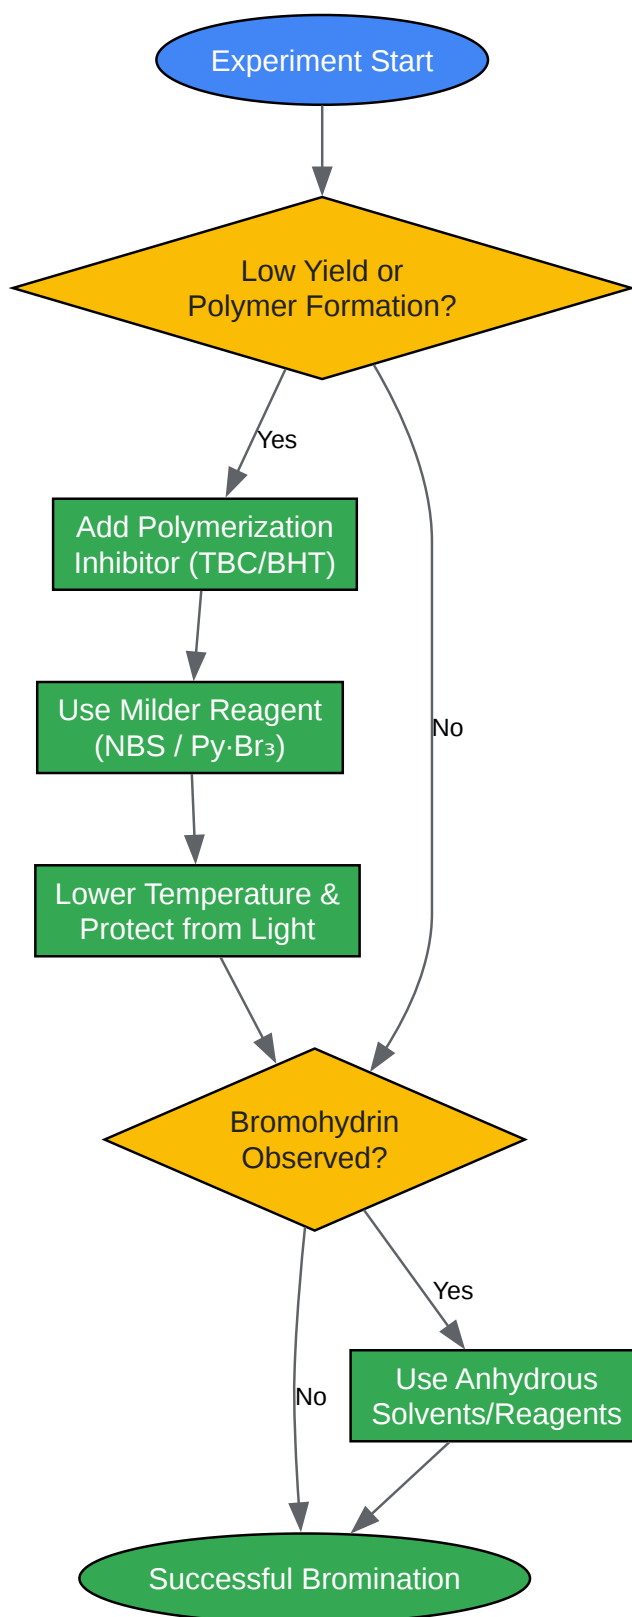 Experiment Start
Low Yield or
Polymer Formation?
Yes
Add Polymerization
Inhibitor (TBC/BHT)
Use Milder Reagent
(NBS / Py·Br₃)
No
Lower Temperature &
Protect from Light
Bromohydrin
Observed?
Yes
Use Anhydrous
Solvents/Reagents
No
Successful Bromination